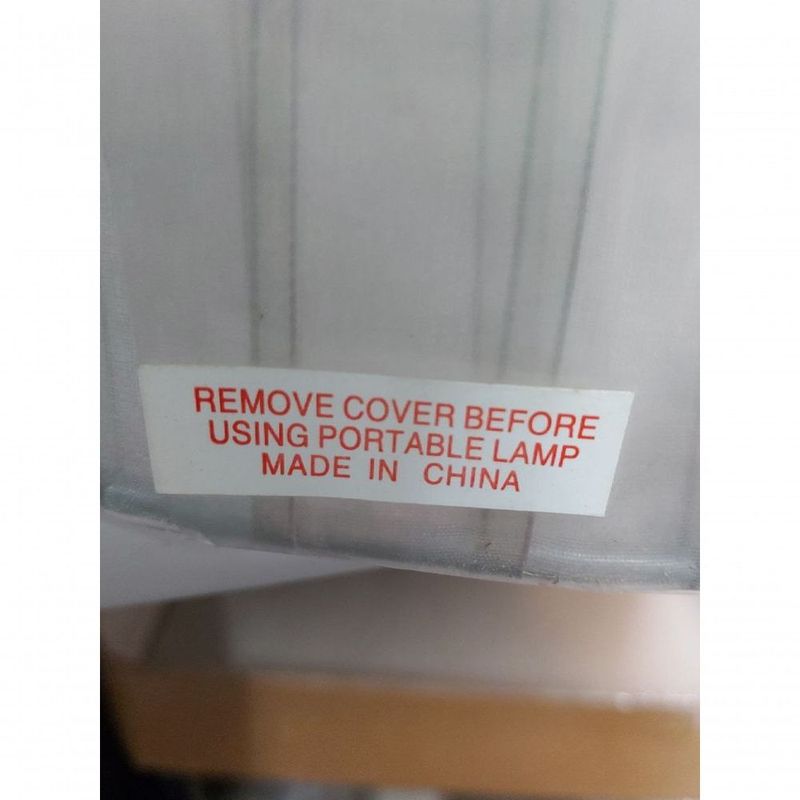 REMOVE COVER BEFORE
USING PORTABLE LAMP
MADE IN CHINA